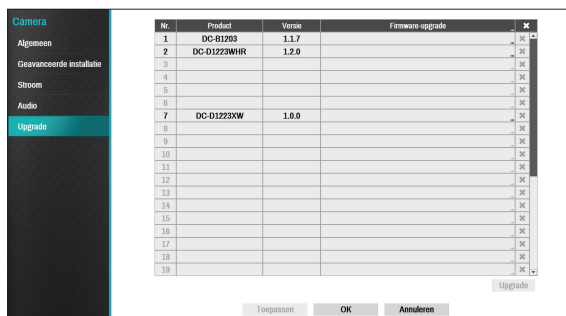 Camera
Algemeen
Geavanceerde installatie
Stroom
Audio
Upgrade
Nr. Product Versie Firmware-upgrade ... ✖
1 DC-B1203 1.1.7 ... ✖
2 DC-D1223WHR 1.2.0 ... ✖
3 ... ✖
4 ... ✖
5 ... ✖
6 ... ✖
7 DC-D1223XW 1.0.0 ... ✖
8 ... ✖
9 ... ✖
10 ... ✖
11 ... ✖
12 ... ✖
13 ... ✖
14 ... ✖
15 ... ✖
16 ... ✖
17 ... ✖
18 ... ✖
19 ... ✖
Upgrade
Toepassen OK Annuleren